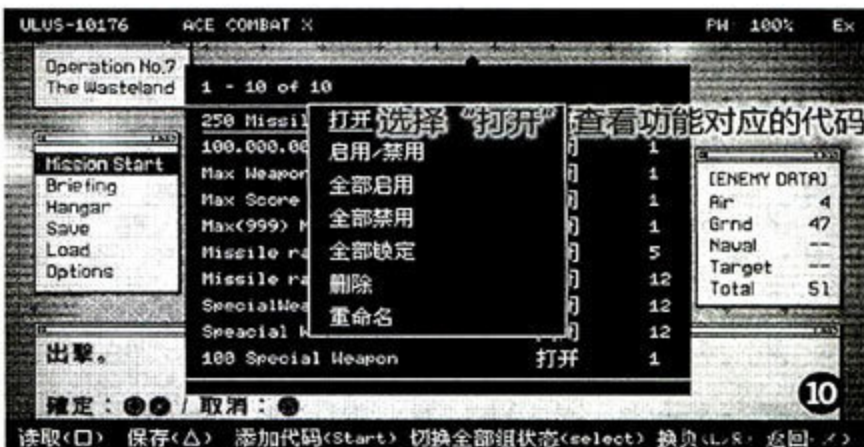 ULUS-10176 ACE COMBAT X PW 100% Ex
Operation No.7
The Wasteland
1 - 10 of 10
250 Missil
打开 选择“打开”查看功能对应的代码
100.000.00 启用/禁用 1
Max Weapon 全部启用 1
Max Score 全部禁用 1
Max(999) M 1
Missile ra 全部锁定 5
Missile ra 删除 12
SpecialWea 重命名 12
Speacial W 12
100 Special Weapon 打开 1
Mission Start
Briefing
Hangar
Save
Load
Options
[ENEMY DATA]
Air 4
Grnd 47
Naval --
Target --
Total 51
出擊。
確定： / 取消：
10
读取(□) 保存(△) 添加代码(Start) 切换全部组状态(select) 换页(L/R) 返回